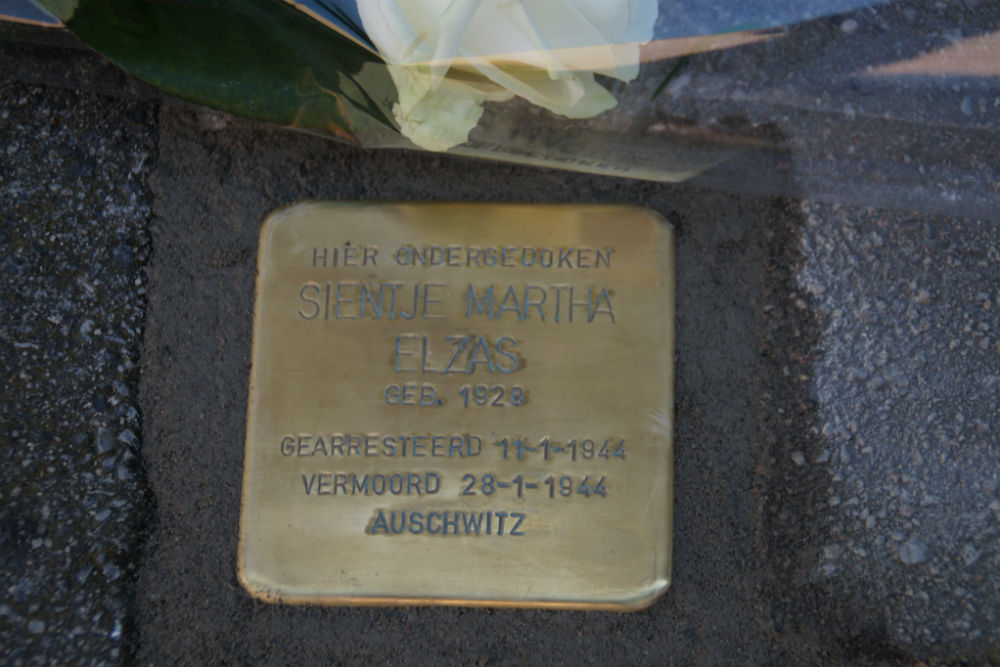 HIER ONDERGEDOKEN
SIENTJE MARTHA
ELZAS
GEB. 1928
GEARRESTEERD 11-1-1944
VERMOORD 28-1-1944
AUSCHWITZ